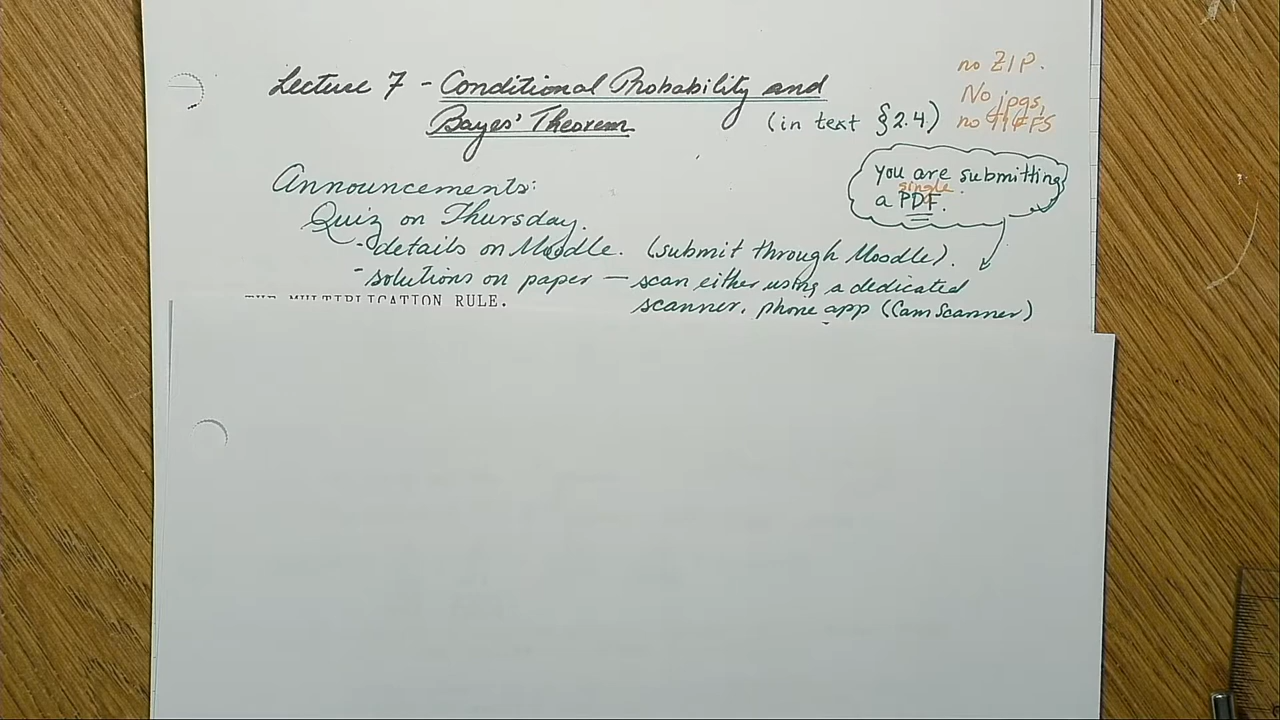 Lecture 7 - Conditional Probability and
Bayes' Theorem
(in text §2.4)
no ZIP.
No jpgs,
no TIFFS
you are submitting
a single PDF.
Announcements:
Quiz on Thursday.
- details on Moodle. (submit through Moodle).
- solutions on paper — scan either using a dedicated
scanner, phone app (CamScanner)
THE MULTIPLICATION RULE.